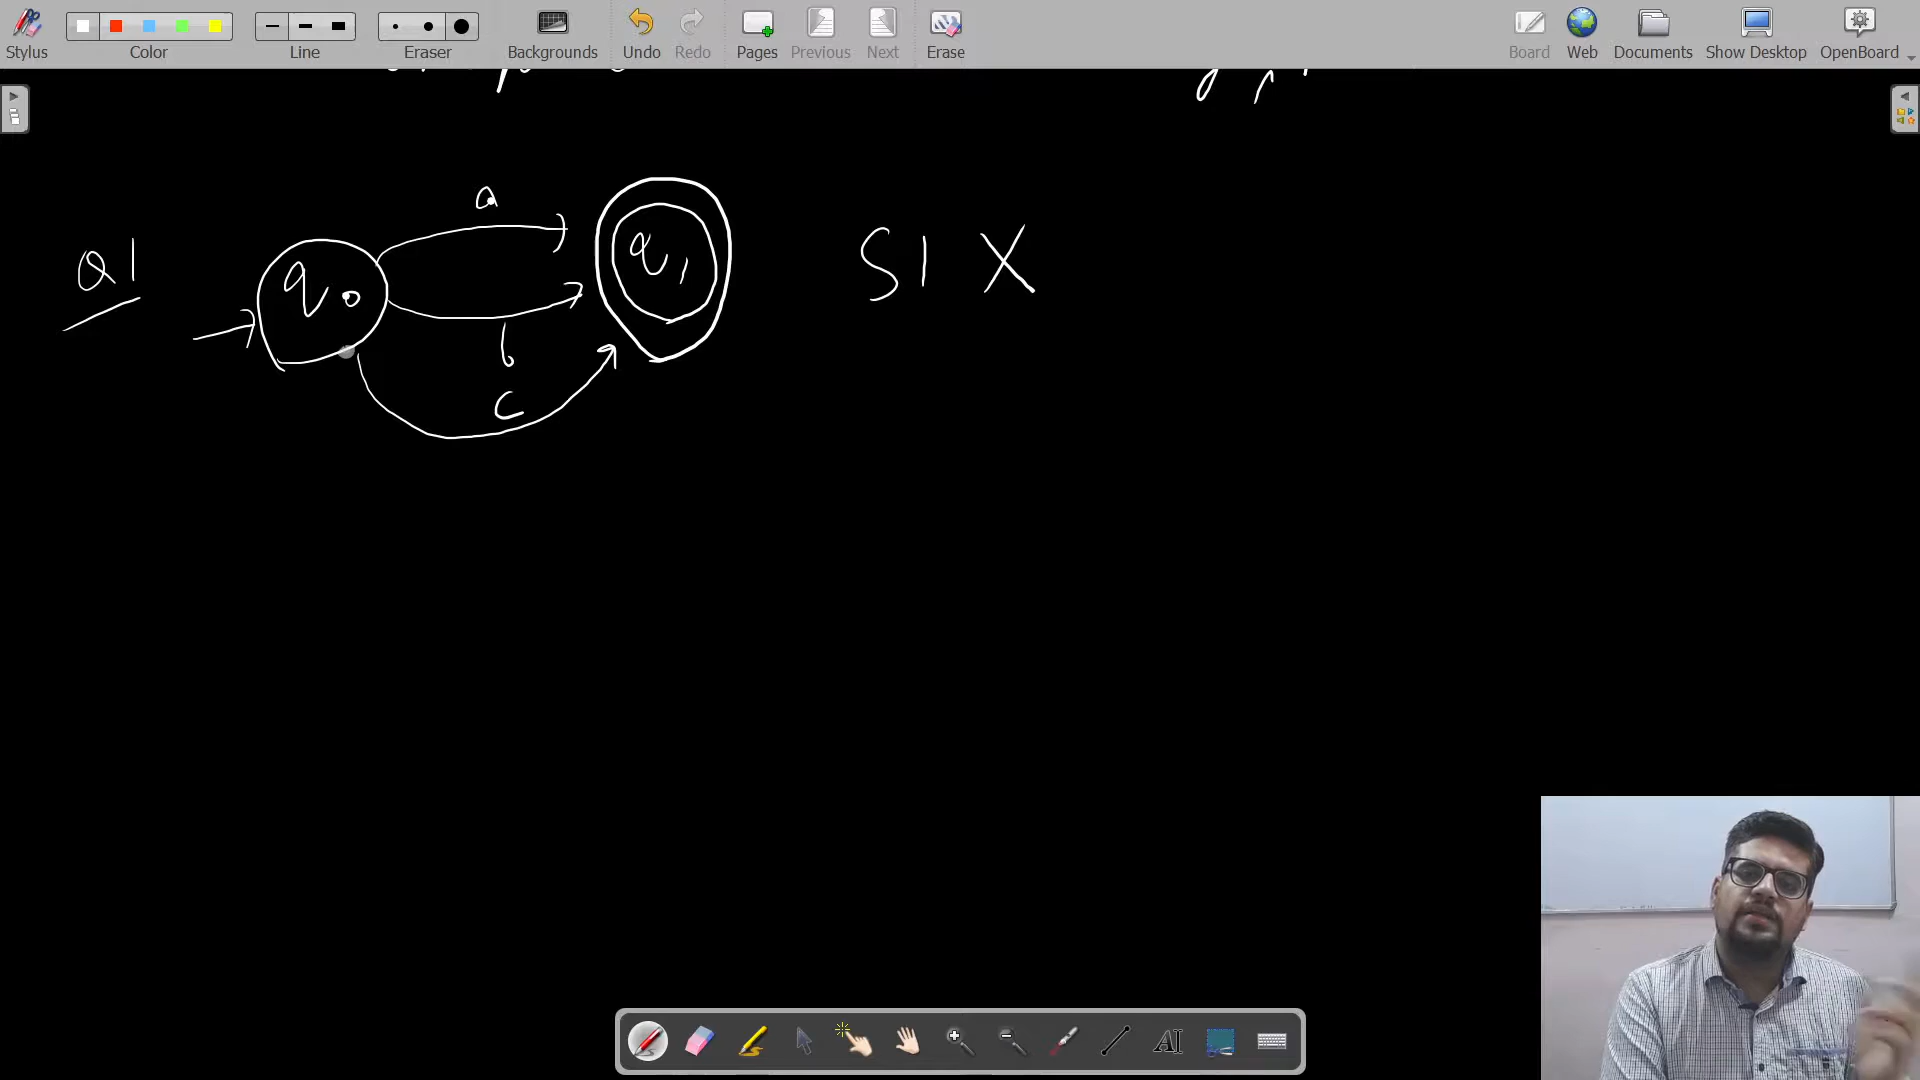 Stylus Color Line Eraser Backgrounds Undo Redo Pages Previous Next Erase Board Web Documents Show Desktop OpenBoard
a
Q1 q0 q1 S1 X
b
c